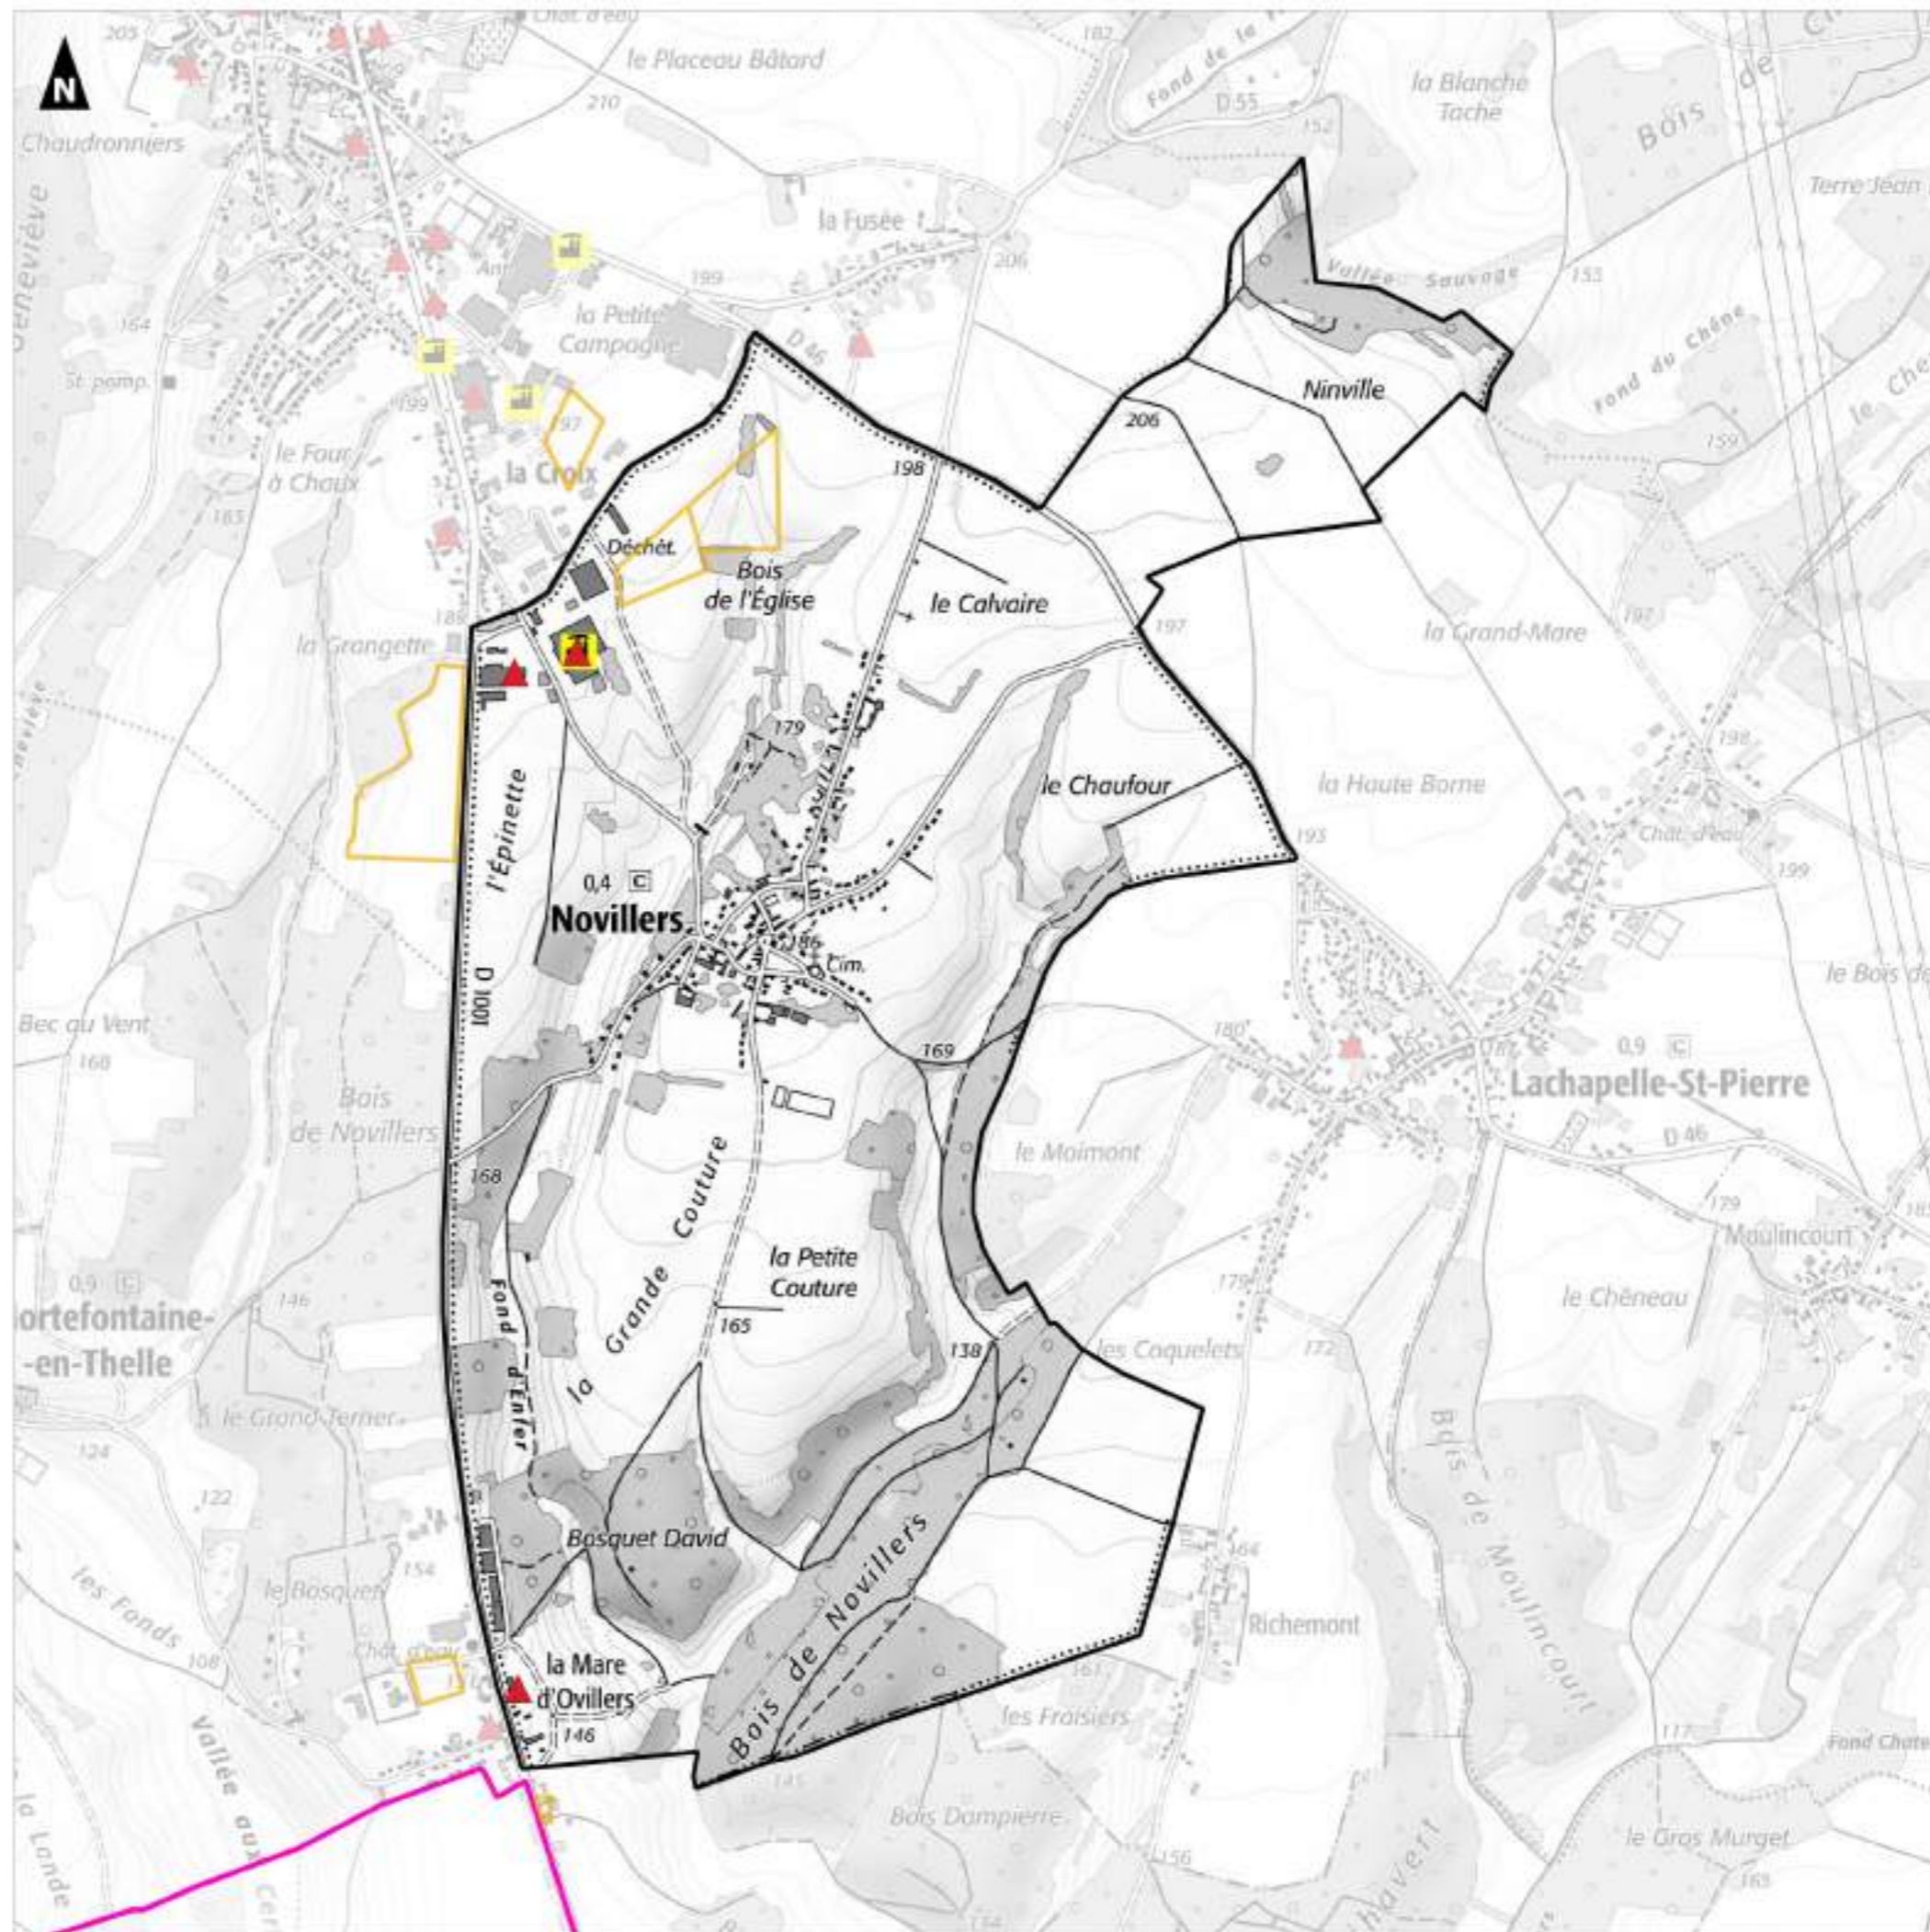 Chât. d'eau
205
le Placeau Bâtard
182
Fond de la
D 55
la Blanche
Tache
Bois de
N
210
152
Chaudronniers
Terre Jean
Geneviève
la Fusée
206
199
Vallée Sauvage
153
164
la Petite
Campagne
D 46
Fond du Chêne
St. pomp.
Ninville
199
197
206
159
le Four
à Chaux
la Croix
198
163
Déchèt.
Bois
de l'Église
le Calvaire
189
197
197
la Grangette
la Grand-Mare
179
198
l'Épinette
le Chaufour
la Haute Borne
193
Chât. d'eau
199
0,4 C
Novillers
186
Cim.
D 1001
le Bois de
Bec au Vent
168
169
180
0,9 C
Lachapelle-St-Pierre
Bois
de Novillers
D 46
le Moimont
168
179
183
Moulincourt
la Grande Couture
la Petite
Couture
0,9 C
146
179
le Chêneau
ortefontaine-
-en-Thelle
Fond d'Enfer
165
138
les Coquelets
172
le Grand Terner
124
122
Bosquet David
Bois de Novillers
Bois de Moulincourt
154
164
les Fonds
le Bosquet
Richemont
108
Chât. d'eau
la Mare
d'Ovillers
161
146
les Fraisiers
117
Fond Chate
Vallée aux
145
la Lande
Bois Dampierre
le Gros Murget
156
163